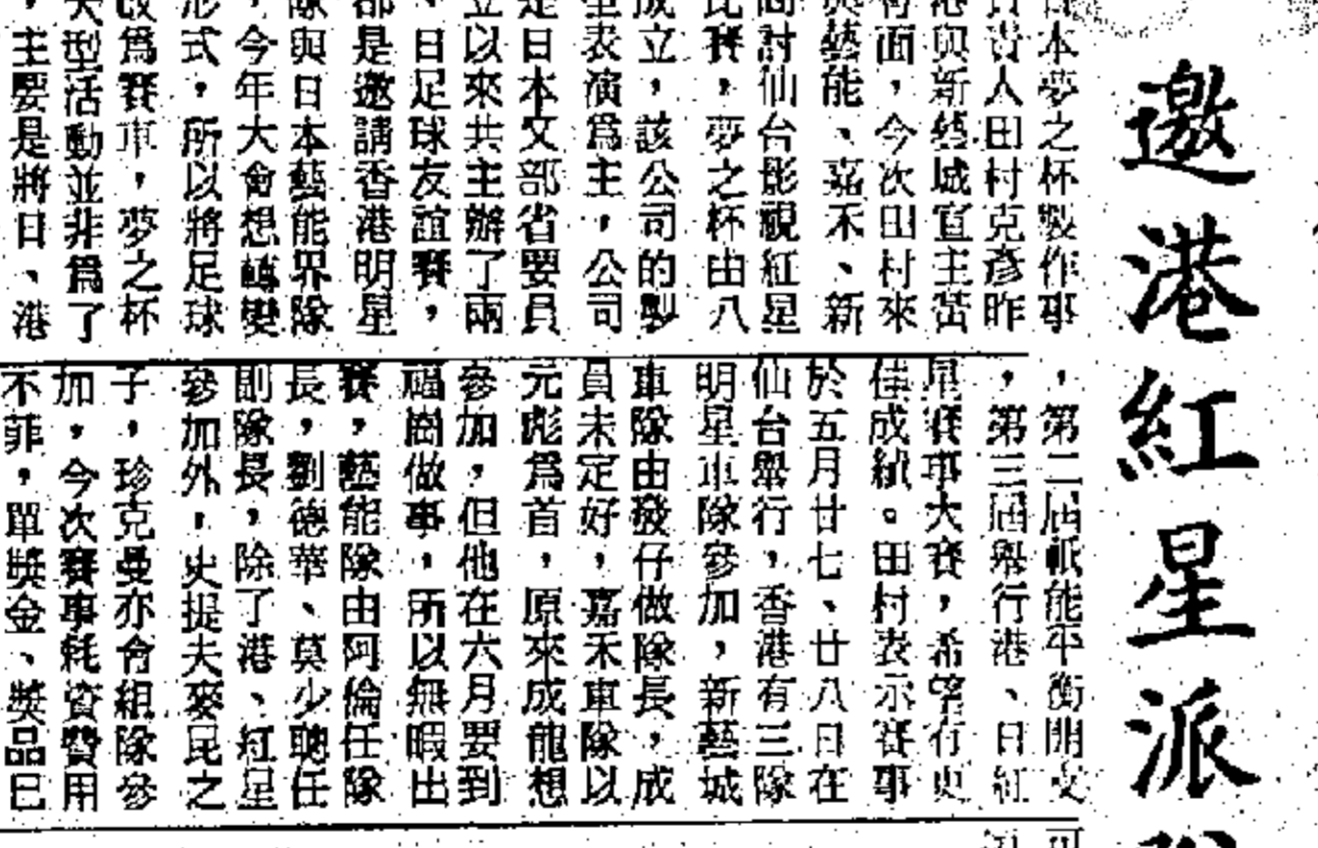 邀港紅星派
日本夢之杯製作事
責人田村克彥昨
港與新藝城宣主苗
面,今次田村來
與藝能、嘉禾、新
商討仙台影視紅星
比賽,夢之杯由八
成立,該公司的製
表演爲主,公司
是日本文部省要員
立以來共主辦了兩
、日足球友誼賽,
都是邀請香港明星
隊與日本藝能界隊
,今年大會想轉變
形式,所以將足球
改爲賽車,夢之杯
大型活動並非爲了
,主要是將日、港
,第二屆祇能平衡開支
,第三屆舉行港、日紅
星賽事大賽,希望有更
佳成績。田村表示賽事
於五月廿七、廿八日在
仙台舉行,香港有三隊
明星車隊參加,新藝城
車隊由發仔做隊長,成
員未定好,嘉禾車隊以
元彪爲首,原來成龍想
參加,但他在六月要到
福崗做事,所以無暇出
賽,藝能隊由阿倫任隊
長,劉德華、莫少聰任
副隊長,除了港、紅星
參加外,史提夫麥昆之
子,珍克曼亦會組隊參
加,今次賽事耗資費用
不菲,單獎金、獎品已